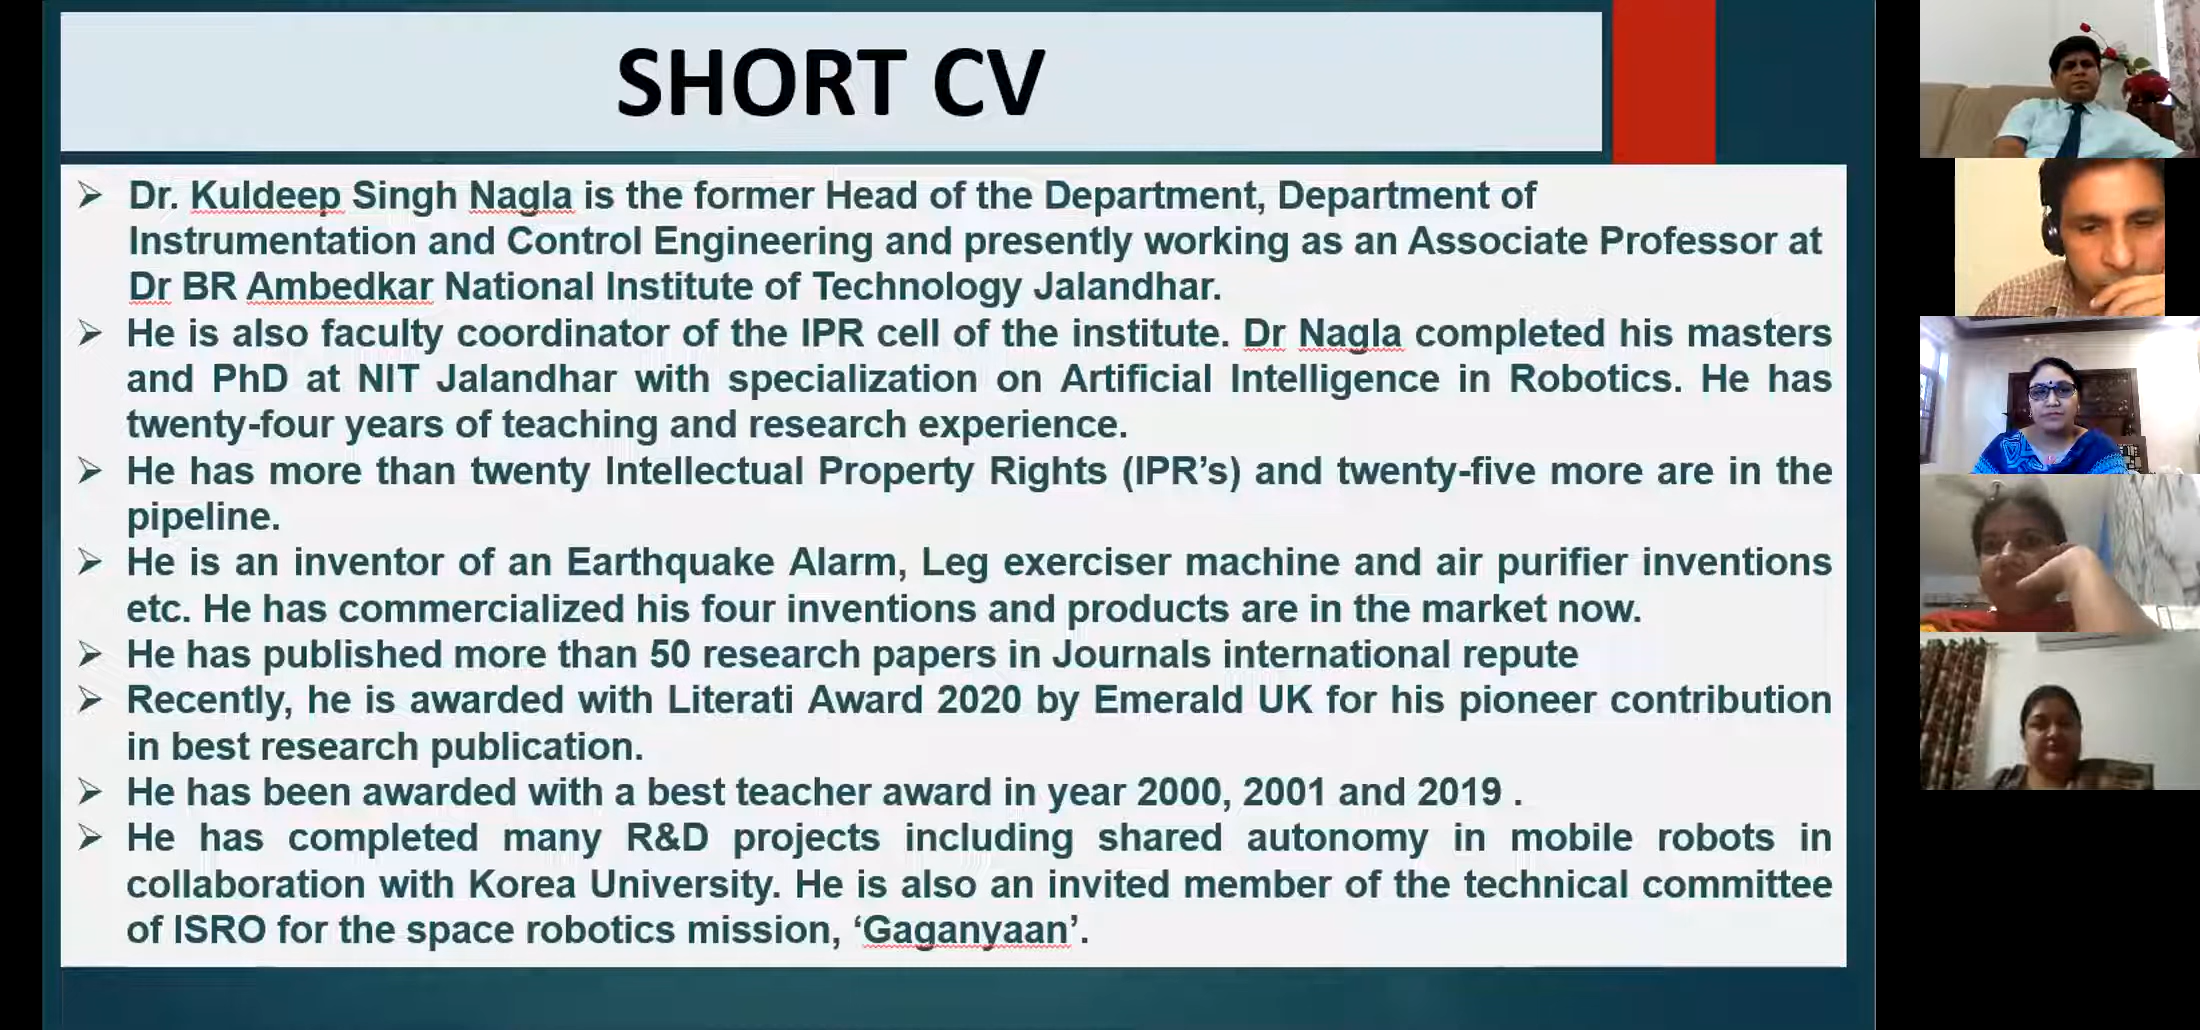 SHORT CV
Dr. Kuldeep Singh Nagla is the former Head of the Department, Department of
Instrumentation and Control Engineering and presently working as an Associate Professor at
Dr BR Ambedkar National Institute of Technology Jalandhar.
He is also faculty coordinator of the IPR cell of the institute. Dr Nagla completed his masters
and PhD at NIT Jalandhar with specialization on Artificial Intelligence in Robotics. He has
twenty-four years of teaching and research experience.
He has more than twenty Intellectual Property Rights (IPR’s) and twenty-five more are in the
pipeline.
He is an inventor of an Earthquake Alarm, Leg exerciser machine and air purifier inventions
etc. He has commercialized his four inventions and products are in the market now.
He has published more than 50 research papers in Journals international repute
Recently, he is awarded with Literati Award 2020 by Emerald UK for his pioneer contribution
in best research publication.
He has been awarded with a best teacher award in year 2000, 2001 and 2019 .
He has completed many R&D projects including shared autonomy in mobile robots in
collaboration with Korea University. He is also an invited member of the technical committee
of ISRO for the space robotics mission, ‘Gaganyaan’.